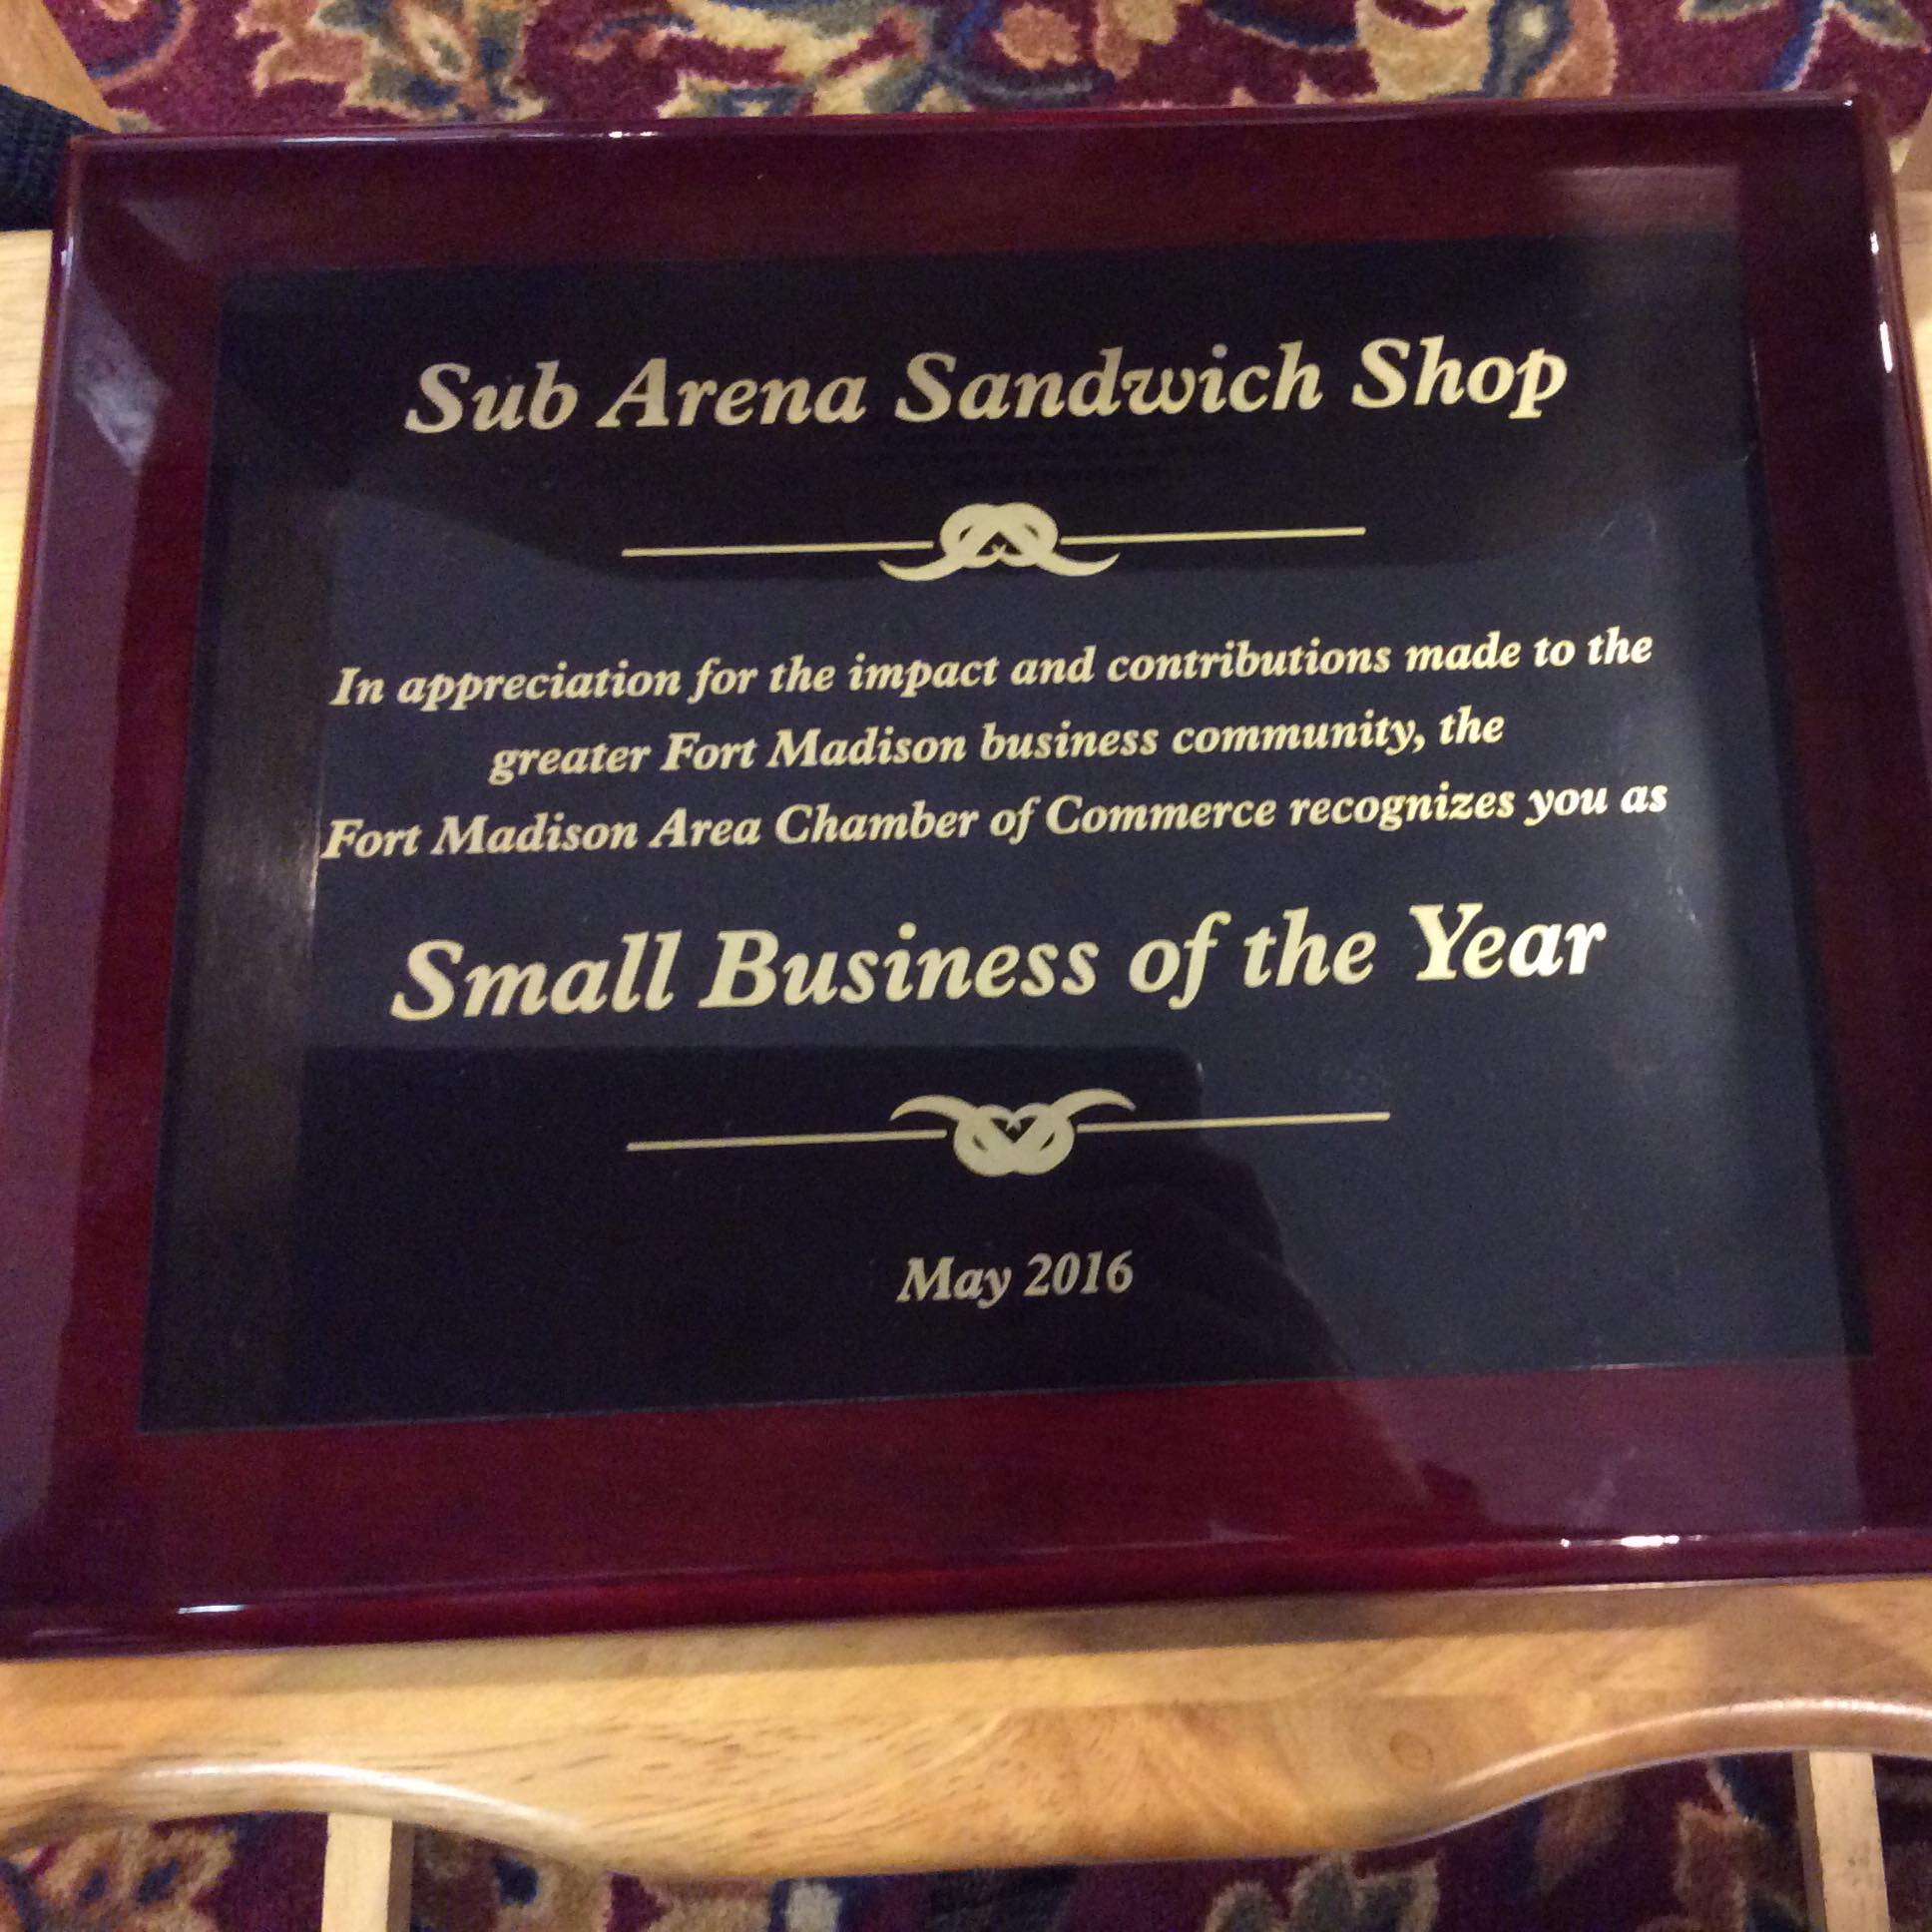 Sub Arena Sandwich Shop
In appreciation for the impact and contributions made to the
greater Fort Madison business community, the
Fort Madison Area Chamber of Commerce recognizes you as
Small Business of the Year
May 2016